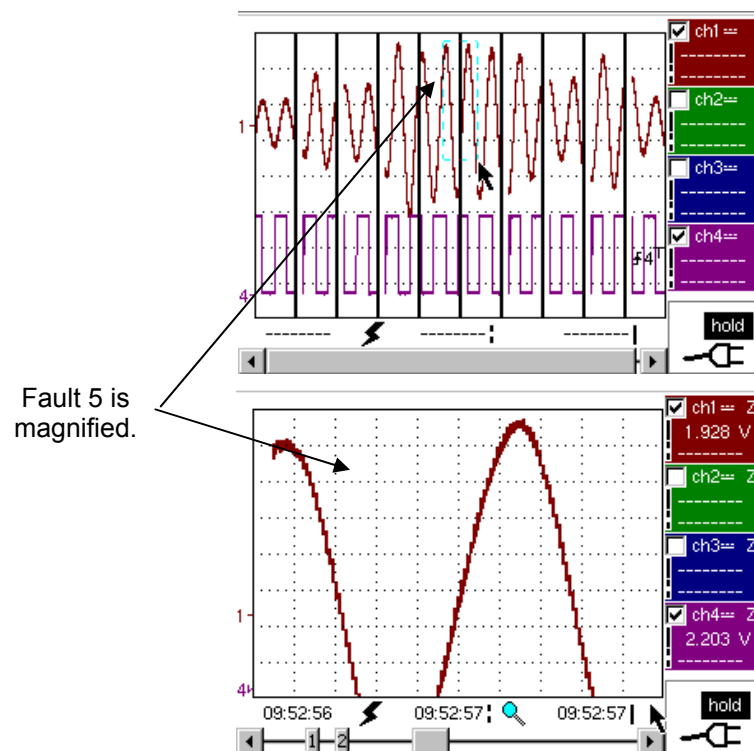 ch1
1
ch2
ch3
ch4
4
4
hold
Fault 5 is
magnified.
ch1 Z
1.928 V
ch2 Z
ch3 Z
1
ch4 Z
2.203 V
4
09:52:56 09:52:57 09:52:57
hold
1 2